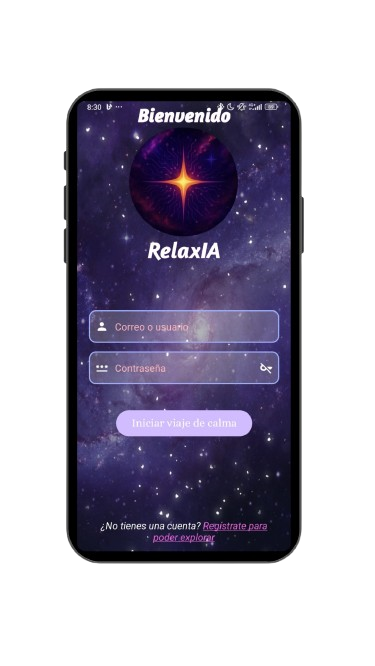 8:30
Bienvenido
RelaxIA
Correo o usuario
Contraseña
Iniciar viaje de calma
¿No tienes una cuenta? Regístrate para
poder explorar